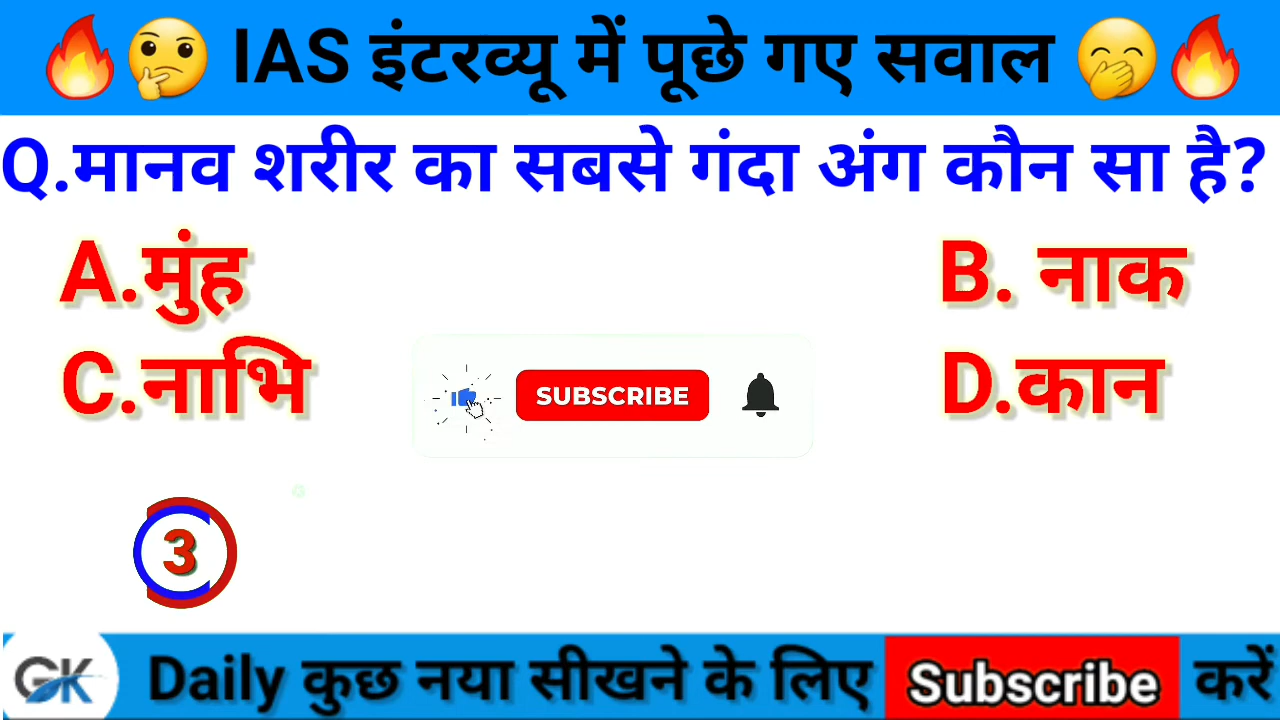 IAS इंटरव्यू में पूछे गए सवाल
Q.मानव शरीर का सबसे गंदा अंग कौन सा है?
A.मुंह B. नाक
C.नाभि D.कान
SUBSCRIBE
3
GK Daily कुछ नया सीखने के लिए Subscribe करें